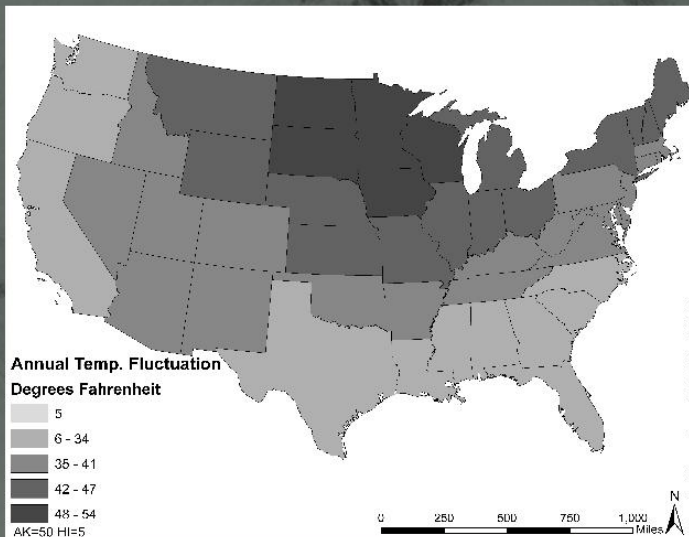 Annual Temp. Fluctuation
Degrees Fahrenheit
5
6 - 34
35 - 41
42 - 47
48 - 54
AK=50 HI=5
0 250 500 750 1,000
Miles
N